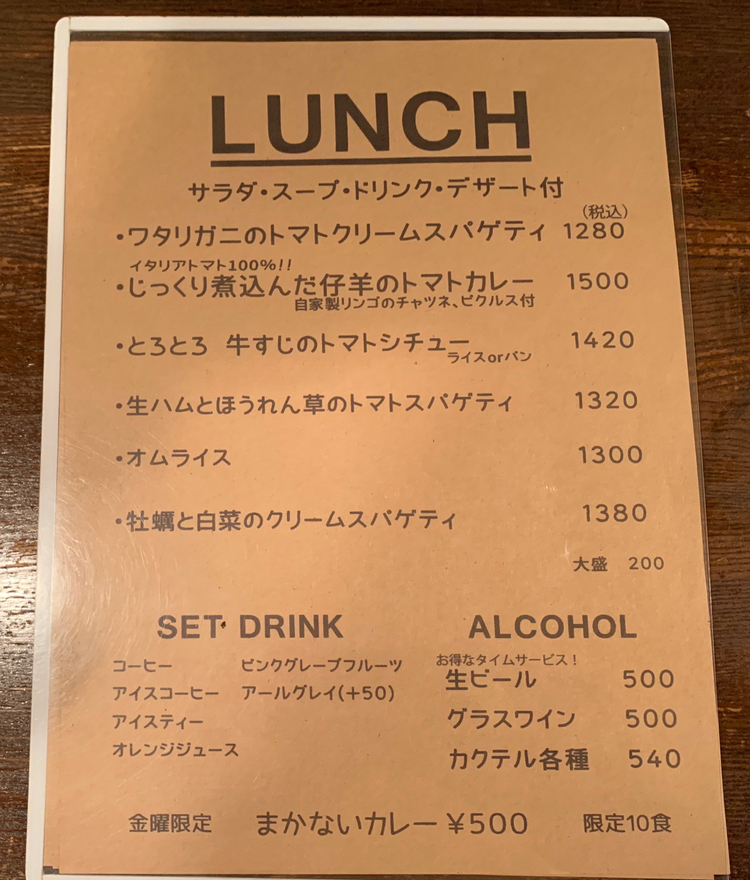 LUNCH
サラダ・スープ・ドリンク・デザート付
(税込)
・ワタリガニのトマトクリームスパゲティ 1280
イタリアトマト100%!!
・じっくり煮込んだ仔羊のトマトカレー 1500
自家製リンゴのチャツネ、ピクルス付
・とろとろ 牛すじのトマトシチュー 1420
ライスorパン
・生ハムとほうれん草のトマトスパゲティ 1320
・オムライス 1300
・牡蠣と白菜のクリームスパゲティ 1380
大盛 200
SET DRINK
コーヒー ピンクグレープフルーツ
アイスコーヒー アールグレイ(+50)
アイスティー
オレンジジュース
ALCOHOL
お得なタイムサービス!
生ビール 500
グラスワイン 500
カクテル各種 540
金曜限定 まかないカレー ¥500 限定10食